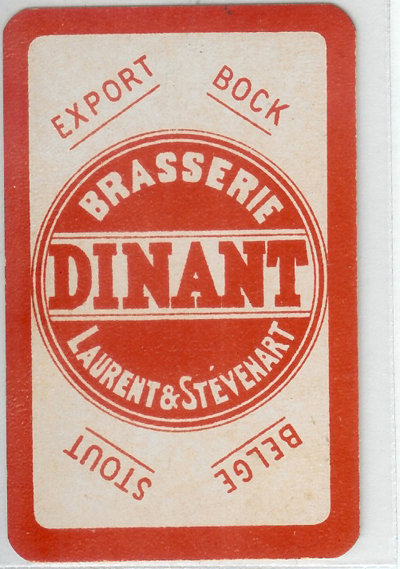 EXPORT
BOCK
BRASSERIE
DINANT
LAURENT & STÉVENART
STOUT
BELGE